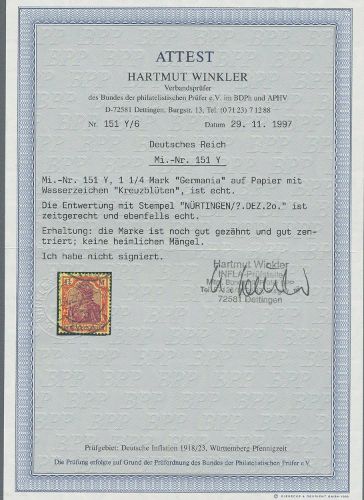 ATTEST
HARTMUT WINKLER
Verbandsprüfer
des Bundes der philatelistischen Prüfer e.V. im BDPh und APHV
D-72581 Dettingen, Burgstr. 13, Tel. (0 71 23) 7 12 88
Nr. 151 Y/6 Datum 29. 11. 1997
Deutsches Reich
Mi.-Nr. 151 Y
Mi.-Nr. 151 Y, 1 1/4 Mark "Germania" auf Papier mit
Wasserzeichen "Kreuzblüten", ist echt.
Die Entwertung mit Stempel "NÜRTINGEN/?.DEZ.2o." ist
zeitgerecht und ebenfalls echt.
Erhaltung: die Marke ist noch gut gezähnt und gut zen-
triert; keine heimlichen Mängel.
Ich habe nicht signiert.
Hartmut Winkler
INFLA-Prüfstelle
72581 Dettingen
Prüfgebiet: Deutsche Inflation 1918/23, Württemberg-Pfennigzeit
Die Prüfung erfolgte auf Grund der Prüfordnung des Bundes der Philatelistischen Prüfer e.V.